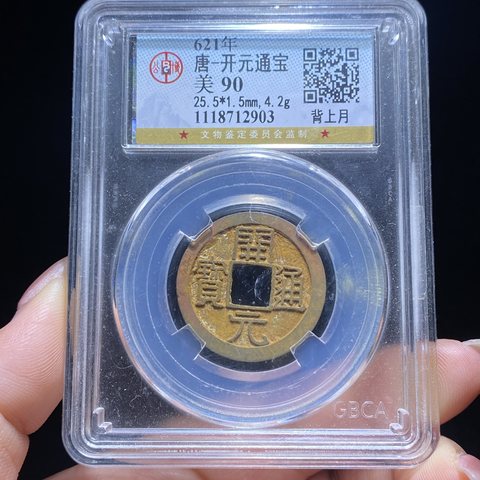 621年
唐-开元通宝
美 90
25.5*1.5mm,4.2g
1118712903
背上月
★ 文物鉴定委员会监制 ★
開元通寳
GBCA